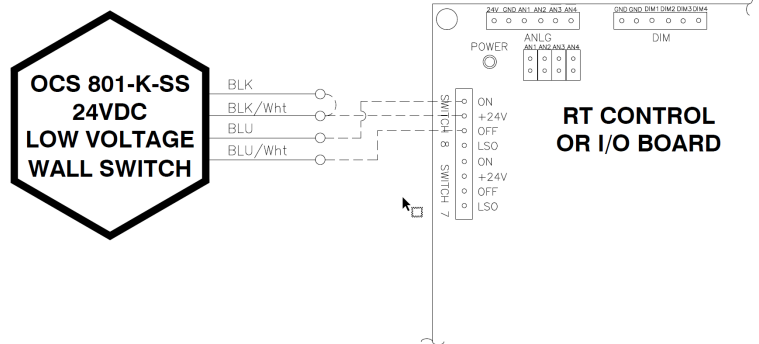 24V GND AN1 AN2 AN3 AN4
GND GND DIM1 DIM2 DIM3 DIM4
ANLG
DIM
POWER
AN1 AN2 AN3 AN4
OCS 801-K-SS
24VDC
LOW VOLTAGE
WALL SWITCH
BLK
BLK/Wht
BLU
BLU/Wht
SWITCH 8
ON
+24V
OFF
LSO
SWITCH 7
ON
+24V
OFF
LSO
RT CONTROL
OR I/O BOARD